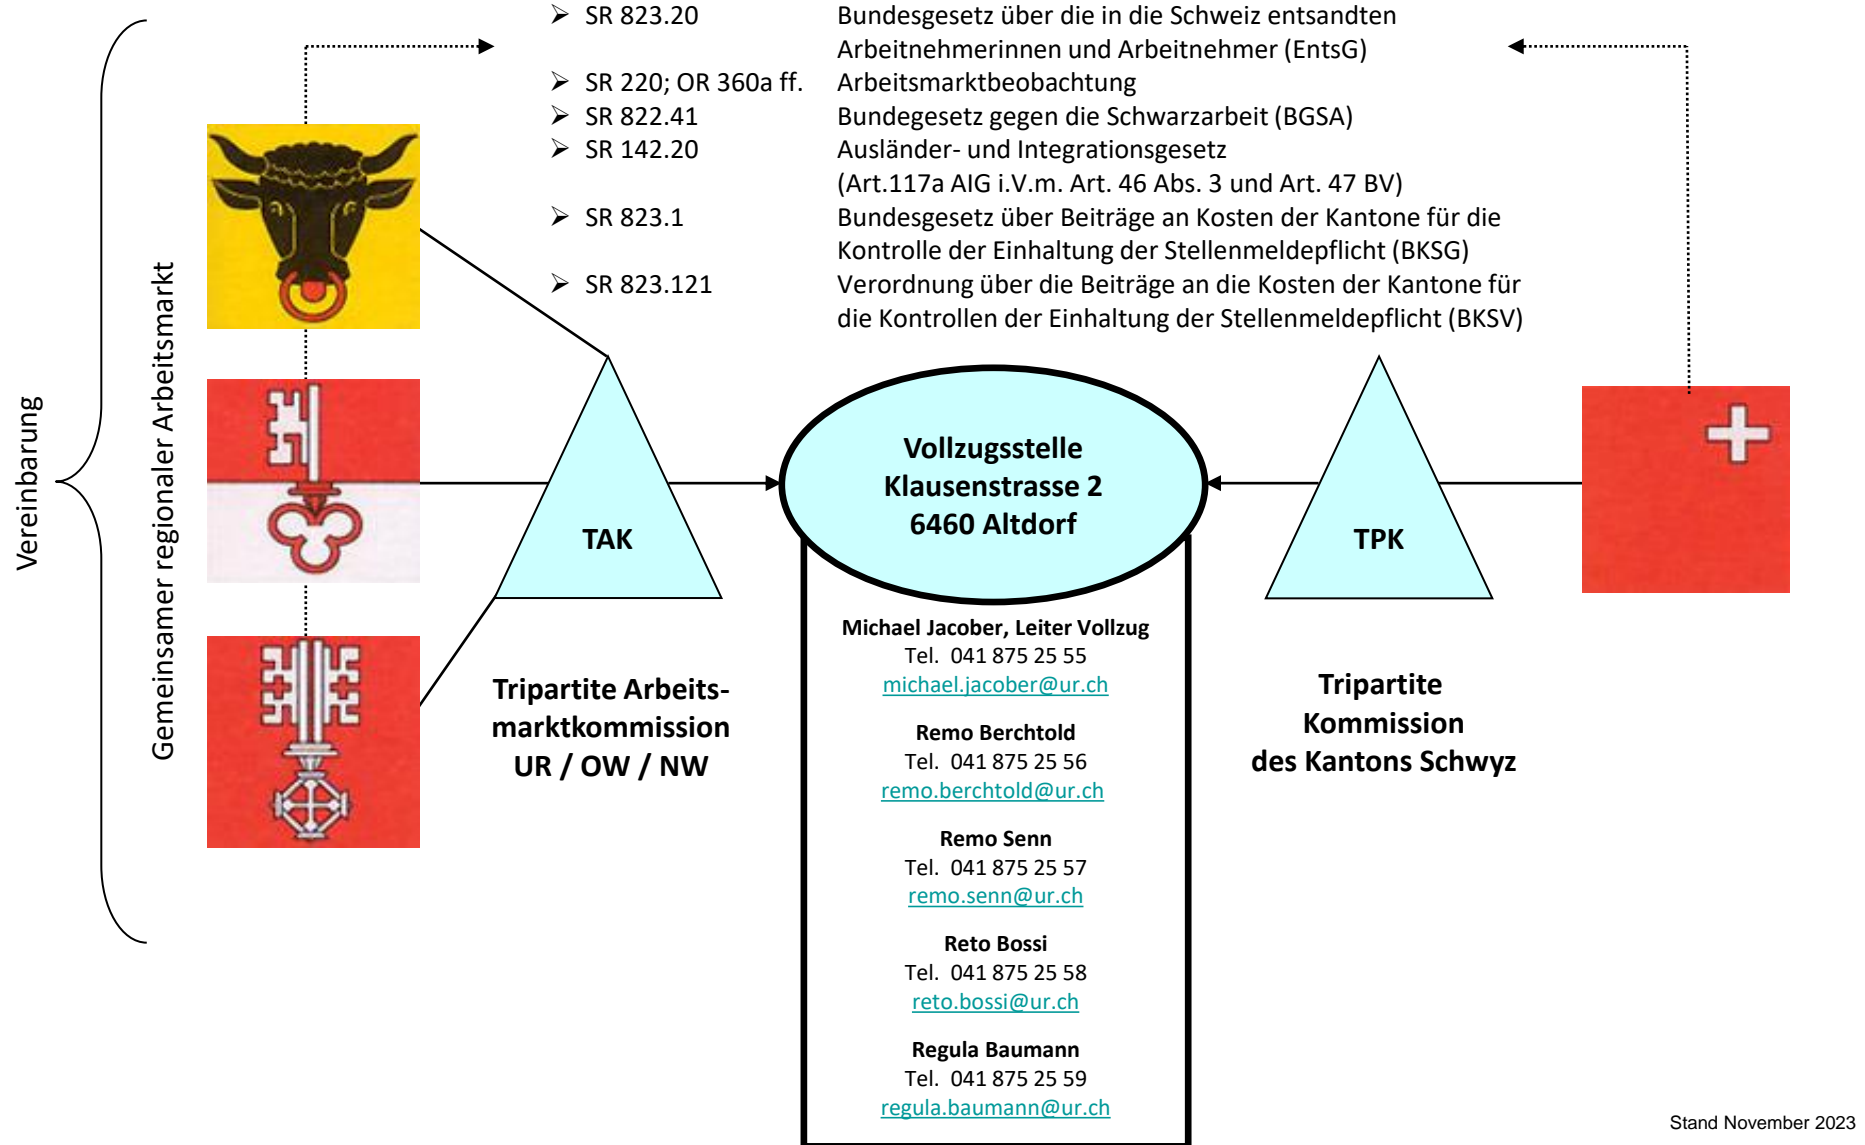 ➢ SR 823.20 Bundesgesetz über die in die Schweiz entsandten
Arbeitnehmerinnen und Arbeitnehmer (EntsG)
➢ SR 220; OR 360a ff. Arbeitsmarktbeobachtung
➢ SR 822.41 Bundegesetz gegen die Schwarzarbeit (BGSA)
➢ SR 142.20 Ausländer- und Integrationsgesetz
(Art.117a AIG i.V.m. Art. 46 Abs. 3 und Art. 47 BV)
➢ SR 823.1 Bundesgesetz über Beiträge an Kosten der Kantone für die
Kontrolle der Einhaltung der Stellenmeldepflicht (BKSG)
➢ SR 823.121 Verordnung über die Beiträge an die Kosten der Kantone für
die Kontrollen der Einhaltung der Stellenmeldepflicht (BKSV)
Vereinbarung
Gemeinsamer regionaler Arbeitsmarkt
TAK
Tripartite Arbeits-
marktkommission
UR / OW / NW
Vollzugsstelle
Klausenstrasse 2
6460 Altdorf
Michael Jacober, Leiter Vollzug
Tel. 041 875 25 55
michael.jacober@ur.ch
Remo Berchtold
Tel. 041 875 25 56
remo.berchtold@ur.ch
Remo Senn
Tel. 041 875 25 57
remo.senn@ur.ch
Reto Bossi
Tel. 041 875 25 58
reto.bossi@ur.ch
Regula Baumann
Tel. 041 875 25 59
regula.baumann@ur.ch
TPK
Tripartite
Kommission
des Kantons Schwyz
Stand November 2023